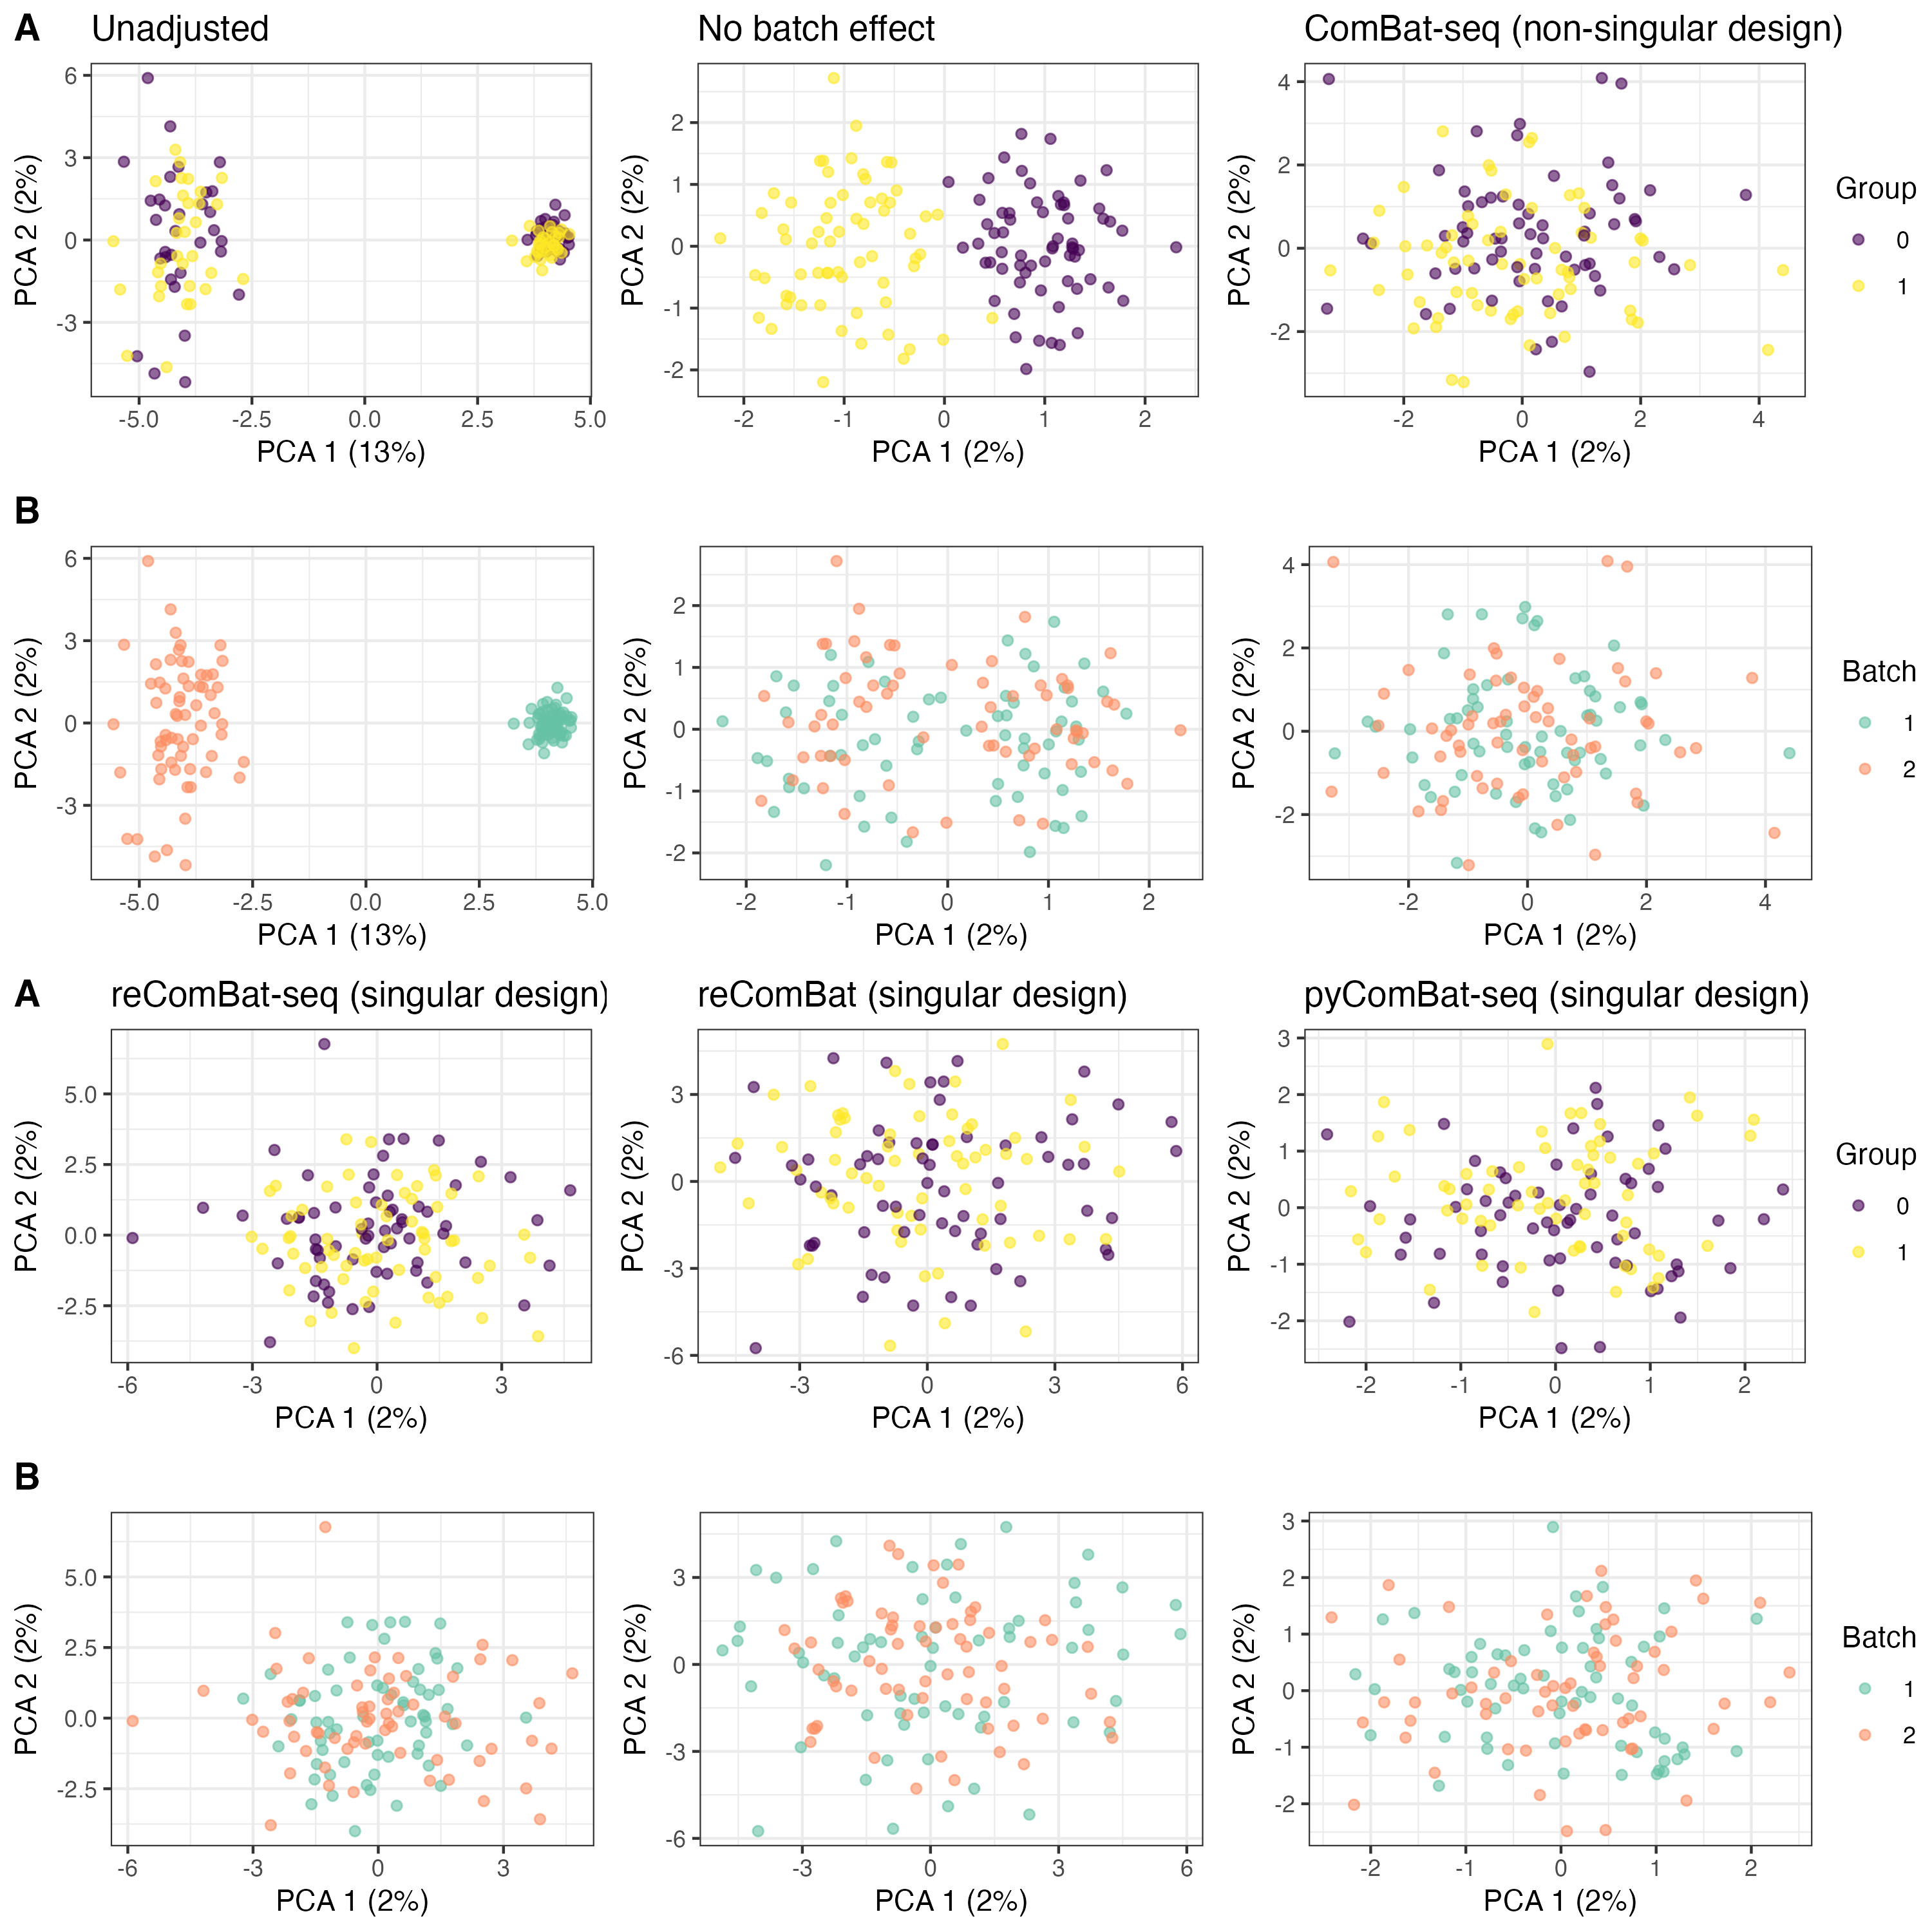 A
Unadjusted
No batch effect
ComBat-seq (non-singular design)
PCA 2 (2%)
6
3
0
-3
-5.0 -2.5 0.0 2.5 5.0
PCA 1 (13%)
PCA 2 (2%)
2
1
0
-1
-2
-2 -1 0 1 2
PCA 1 (2%)
PCA 2 (2%)
4
2
0
-2
-2 0 2 4
PCA 1 (2%)
Group
0
1
B
PCA 2 (2%)
6
3
0
-3
-5.0 -2.5 0.0 2.5 5.0
PCA 1 (13%)
PCA 2 (2%)
2
1
0
-1
-2
-2 -1 0 1 2
PCA 1 (2%)
PCA 2 (2%)
4
2
0
-2
-2 0 2 4
PCA 1 (2%)
Batch
1
2
A
reComBat-seq (singular design)
reComBat (singular design)
pyComBat-seq (singular design)
PCA 2 (2%)
5.0
2.5
0.0
-2.5
-6 -3 0 3
PCA 1 (2%)
PCA 2 (2%)
3
0
-3
-6
-3 0 3 6
PCA 1 (2%)
PCA 2 (2%)
3
2
1
0
-1
-2
-2 -1 0 1 2
PCA 1 (2%)
Group
0
1
B
PCA 2 (2%)
5.0
2.5
0.0
-2.5
-6 -3 0 3
PCA 1 (2%)
PCA 2 (2%)
3
0
-3
-6
-3 0 3 6
PCA 1 (2%)
PCA 2 (2%)
3
2
1
0
-1
-2
-2 -1 0 1 2
PCA 1 (2%)
Batch
1
2